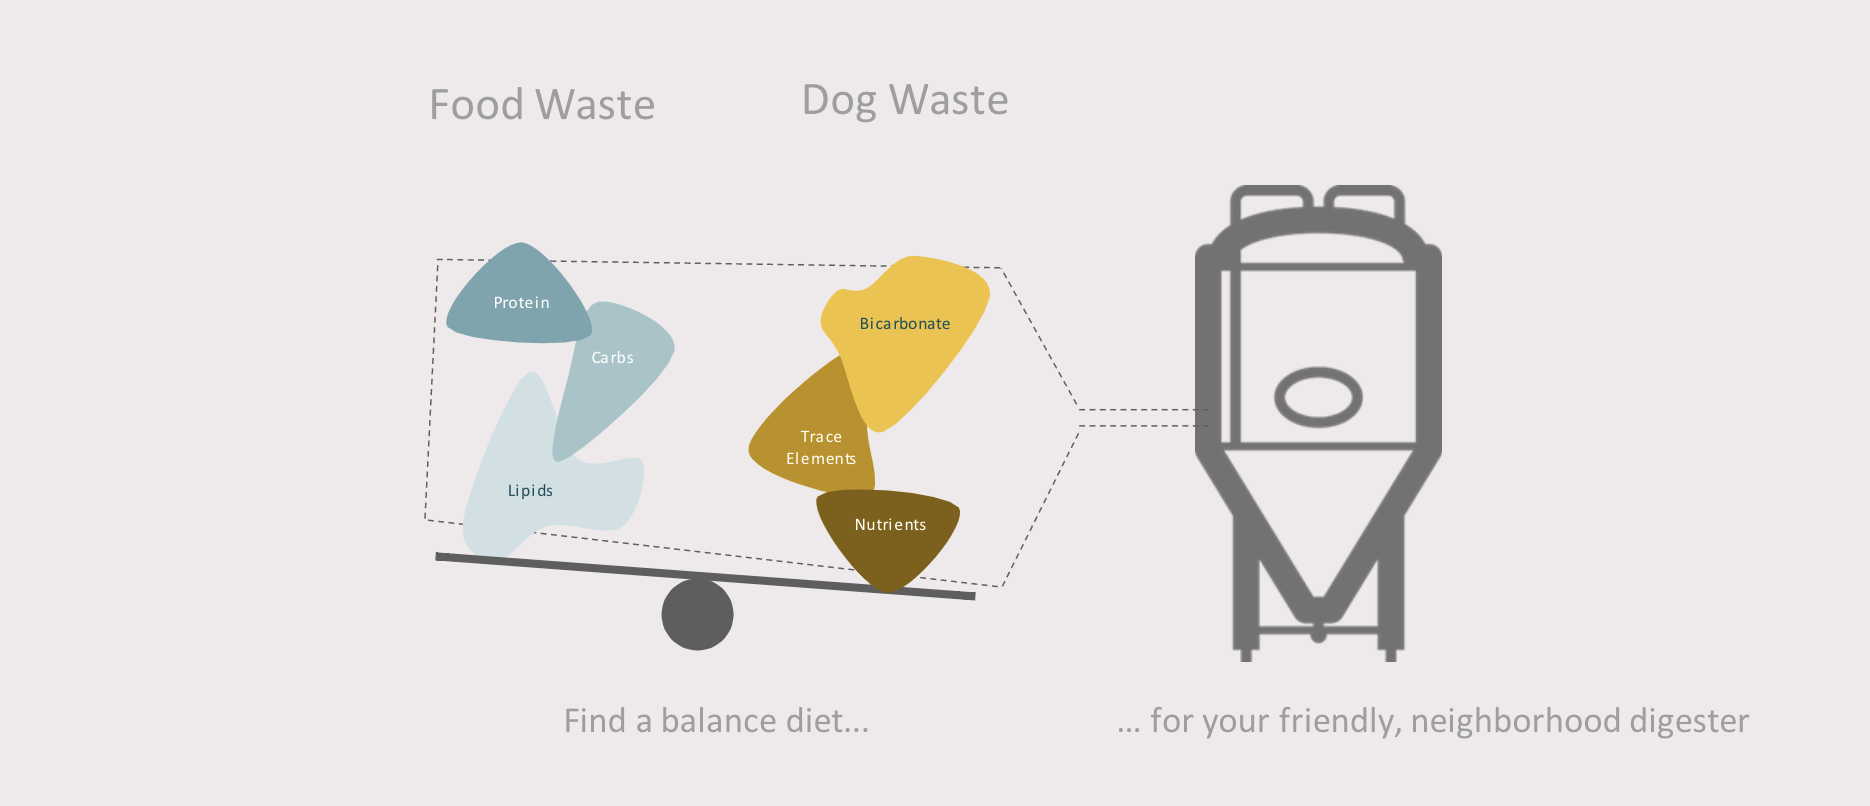 Food Waste
Dog Waste
Protein
Carbs
Lipids
Bicarbonate
Trace
Elements
Nutrients
Find a balance diet...
... for your friendly, neighborhood digester